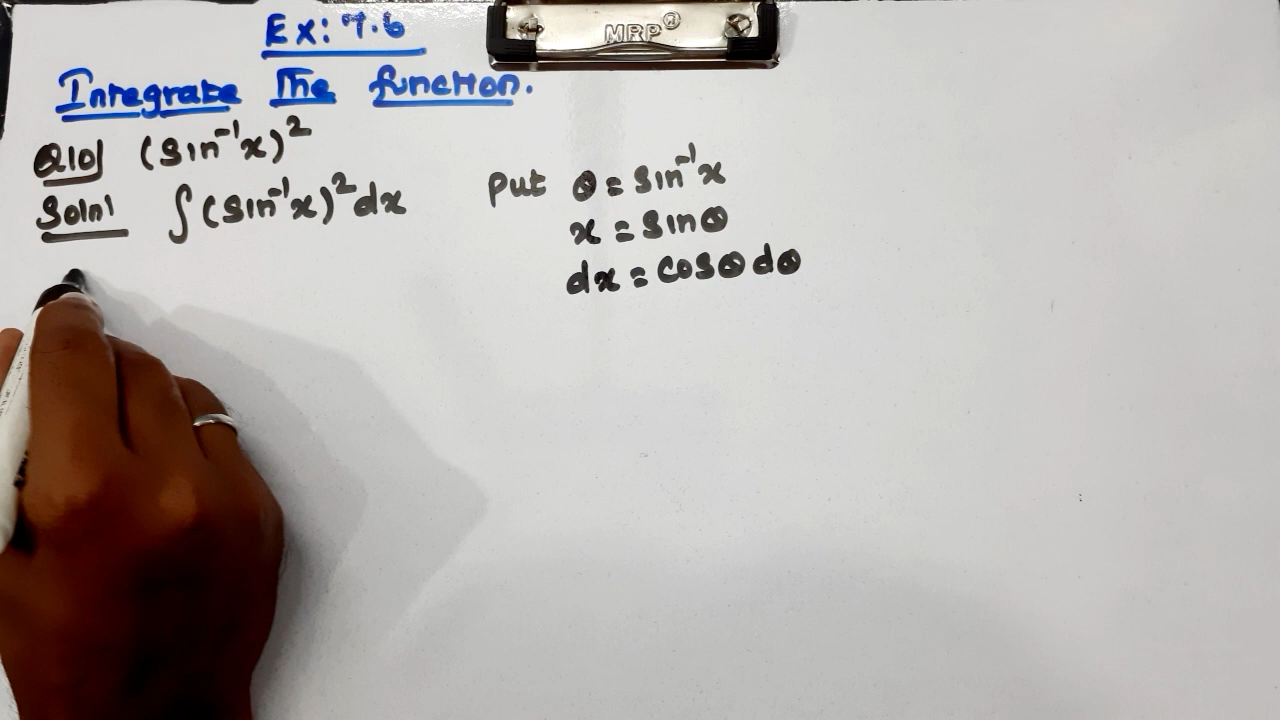 MRP®
Ex: 7.6
Integrate The function.
Q10) (sin⁻¹x)²
Soln! ∫(sin⁻¹x)²dx
Put θ = sin⁻¹x
x = sinθ
dx = cosθ dθ